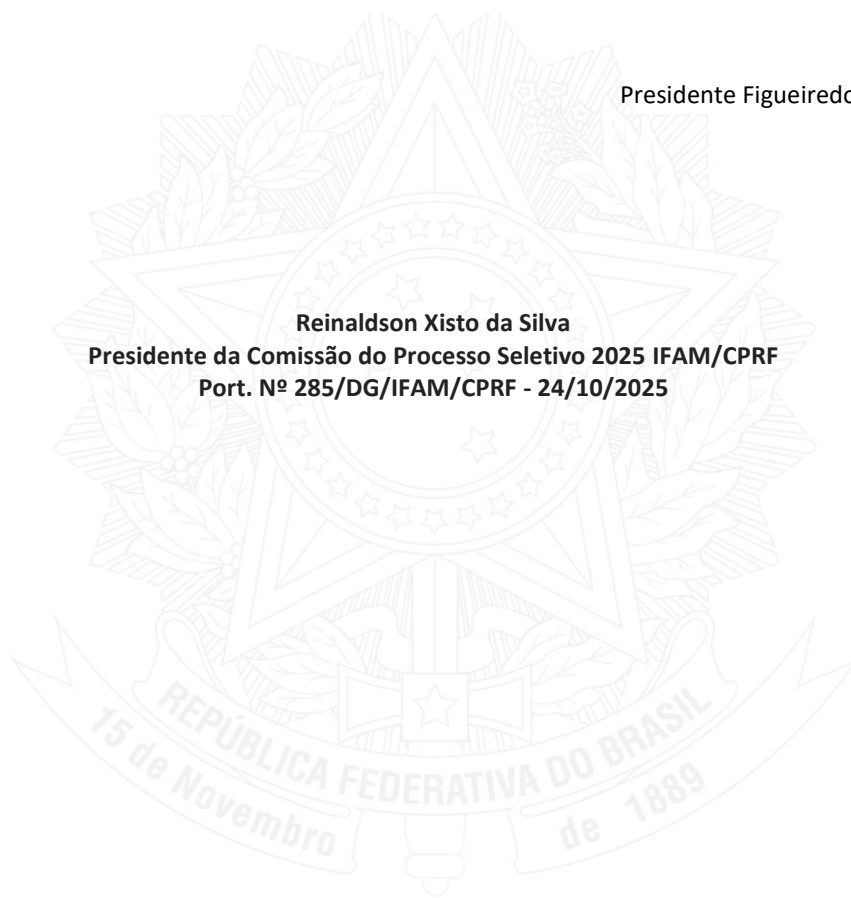 Presidente Figueiredo
Reinaldson Xisto da Silva
Presidente da Comissão do Processo Seletivo 2025 IFAM/CPRF
Port. Nº 285/DG/IFAM/CPRF - 24/10/2025
REPÚBLICA FEDERATIVA DO BRASIL
15 de Novembro de 1889